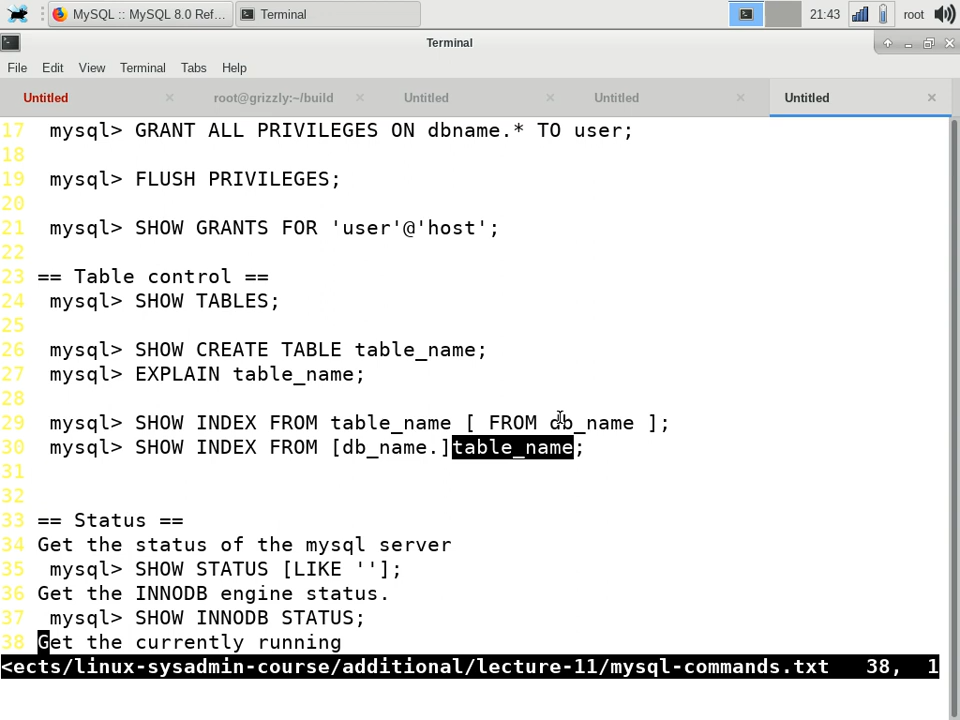 MySQL :: MySQL 8.0 Ref...
Terminal
21:43
root
Terminal
File Edit View Terminal Tabs Help
Untitled
root@grizzly:~/build
Untitled
Untitled
Untitled
17 mysql> GRANT ALL PRIVILEGES ON dbname.* TO user;
18
19 mysql> FLUSH PRIVILEGES;
20
21 mysql> SHOW GRANTS FOR 'user'@'host';
22
23 == Table control ==
24 mysql> SHOW TABLES;
25
26 mysql> SHOW CREATE TABLE table_name;
27 mysql> EXPLAIN table_name;
28
29 mysql> SHOW INDEX FROM table_name [ FROM db_name ];
30 mysql> SHOW INDEX FROM [db_name.]table_name;
31
32
33 == Status ==
34 Get the status of the mysql server
35 mysql> SHOW STATUS [LIKE ''];
36 Get the INNODB engine status.
37 mysql> SHOW INNODB STATUS;
38 Get the currently running
<ects/linux-sysadmin-course/additional/lecture-11/mysql-commands.txt 38, 1